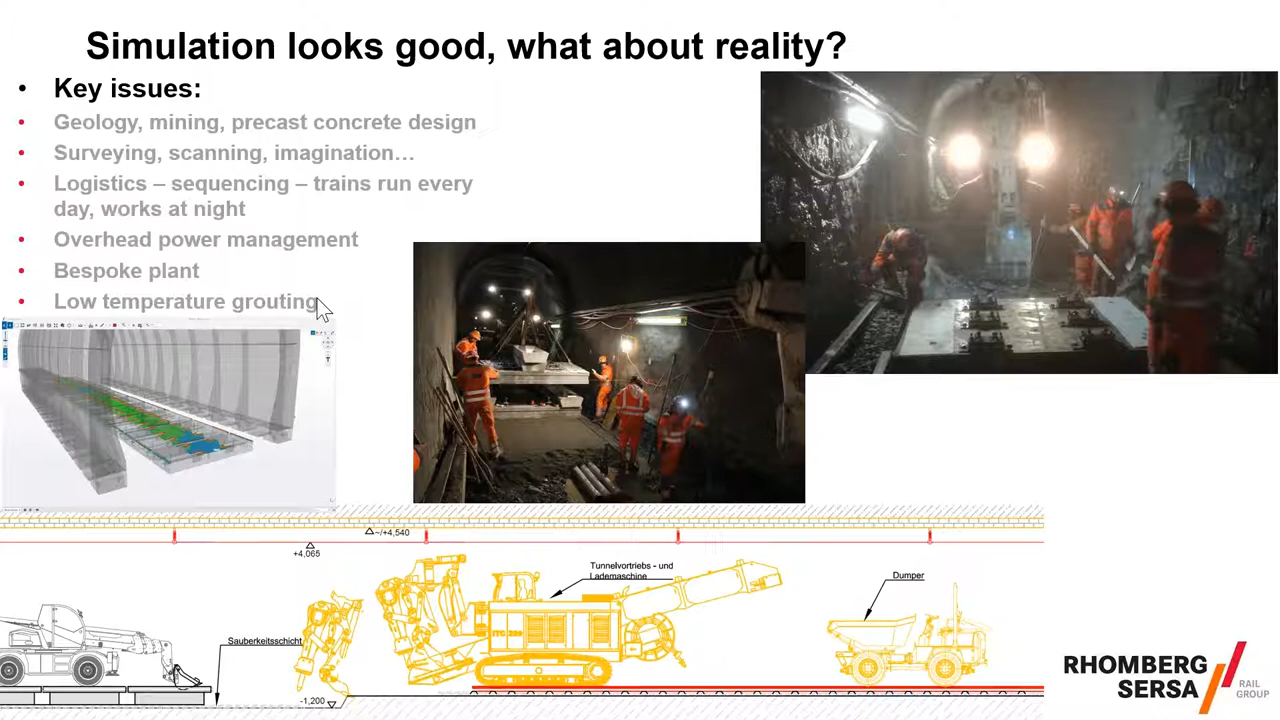 Simulation looks good, what about reality?
• Key issues:
• Geology, mining, precast concrete design
• Surveying, scanning, imagination…
• Logistics – sequencing – trains run every
day, works at night
• Overhead power management
• Bespoke plant
• Low temperature grouting
~/+4,540
+4,065
Tunnelvortriebs - und
Lademaschine
Dumper
ITC
Sauberkeitsschicht
-1,200
RHOMBERG
SERSA
RAIL
GROUP